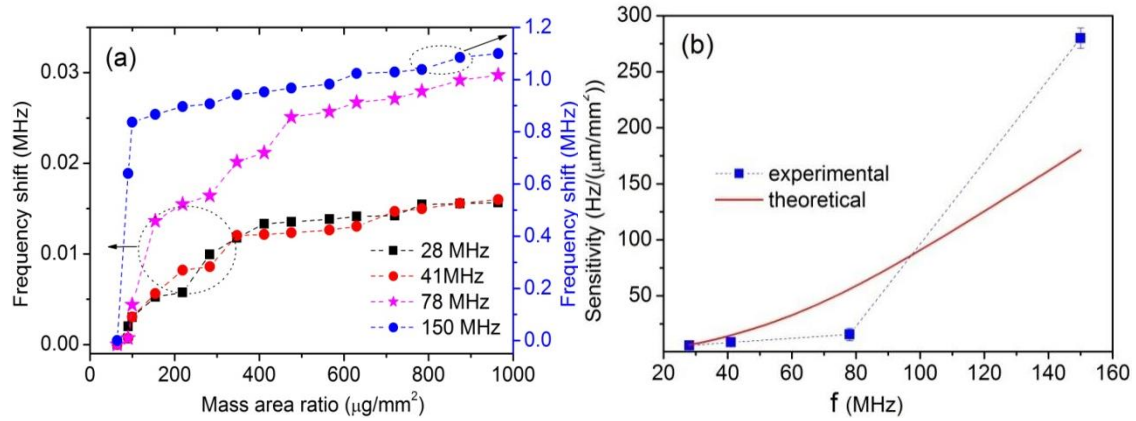 (a)
Frequency shift (MHz)
0.03
0.02
0.01
0.00
0 200 400 600 800 1000
Mass area ratio (μg/mm²)
28 MHz
41MHz
78 MHz
150 MHz
1.2
1.0
0.8
0.6
0.4
0.2
0.0
Frequency shift (MHz)
(b)
Sensitivity (Hz/(μm/mm²)
300
250
200
150
100
50
0
20 40 60 80 100 120 140 160
f (MHz)
experimental
theoretical